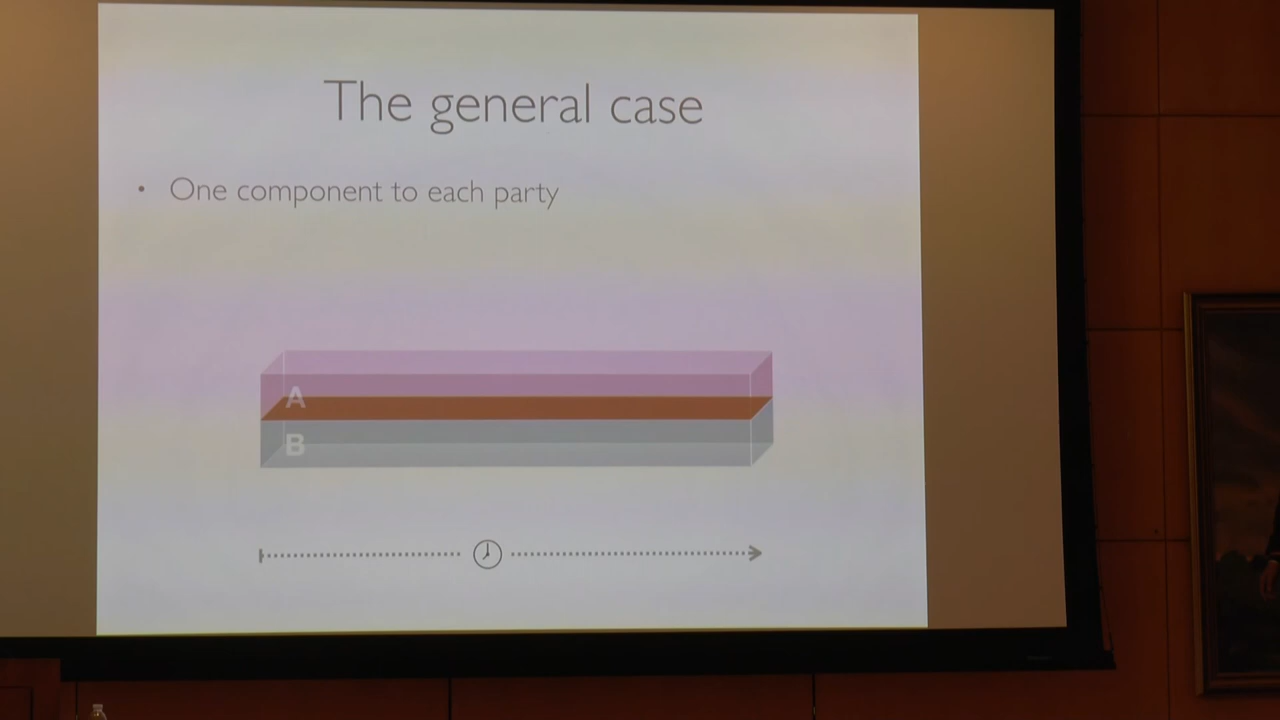 The general case
• One component to each party
A
B